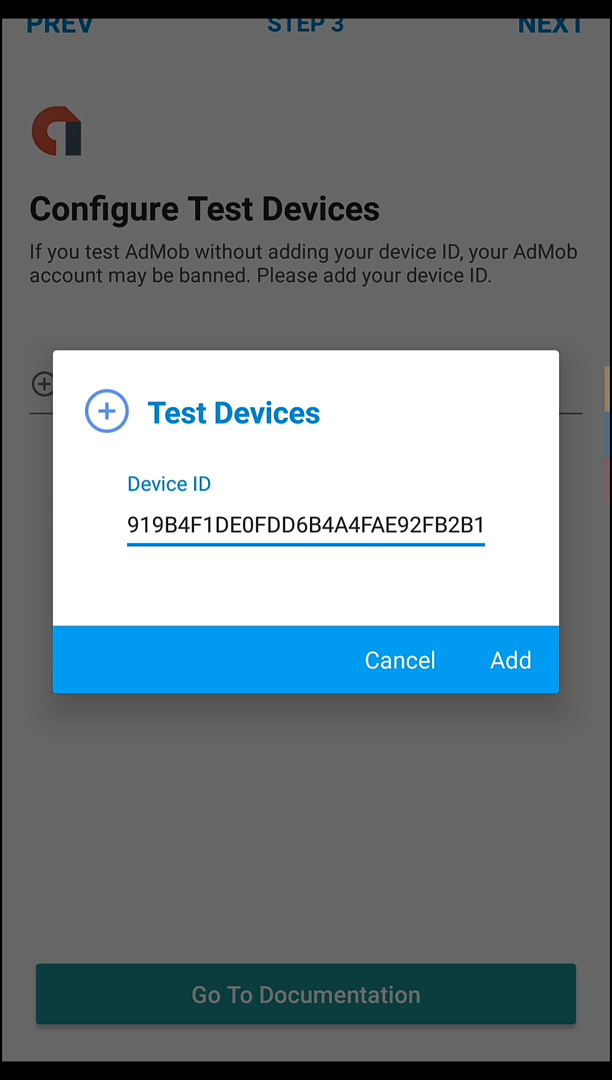 PREV STEP 3 NEXT
Configure Test Devices
If you test AdMob without adding your device ID, your AdMob
account may be banned. Please add your device ID.
Test Devices
Device ID
919B4F1DE0FDD6B4A4FAE92FB2B1
Cancel Add
Go To Documentation